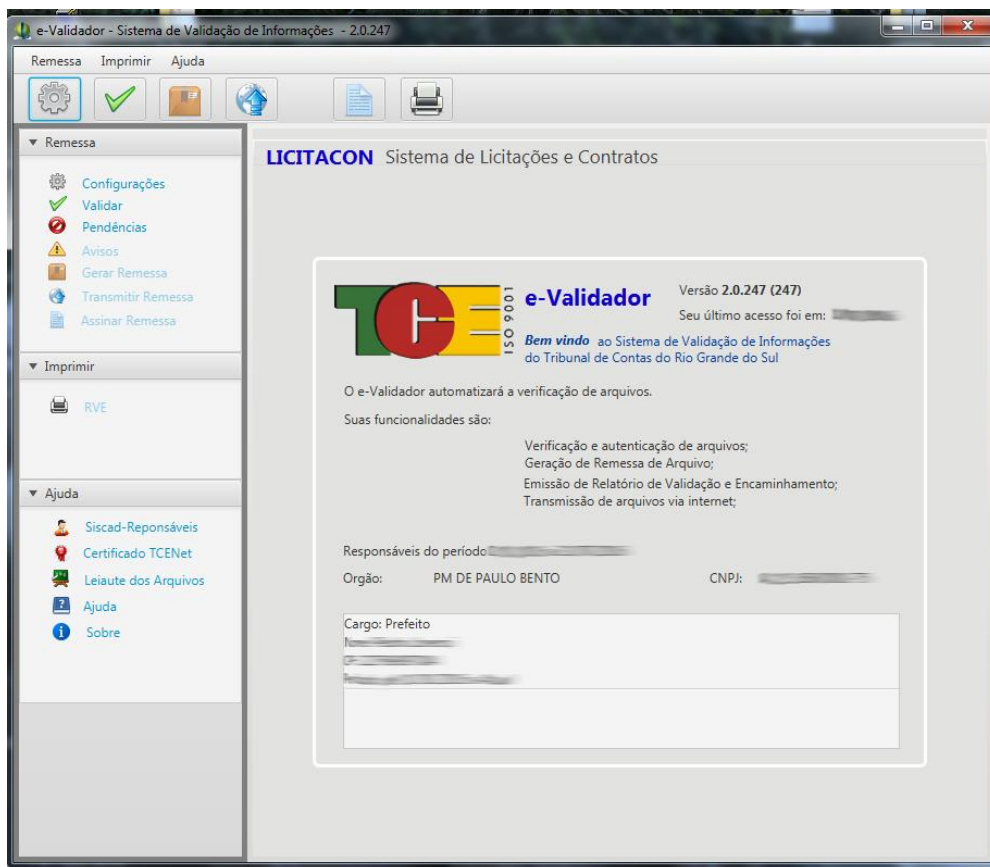 e-Validador - Sistema de Validação de Informações - 2.0.247
Remessa Imprimir Ajuda
Remessa
Configurações
Validar
Pendências
Avisos
Gerar Remessa
Transmitir Remessa
Assinar Remessa
Imprimir
RVE
Ajuda
Siscad-Reponsáveis
Certificado TCENet
Leiaute dos Arquivos
Ajuda
Sobre
LICITACON Sistema de Licitações e Contratos
TCE
ISO 9001
e-Validador
Versão 2.0.247 (247)
Seu último acesso foi em:
Bem vindo ao Sistema de Validação de Informações
do Tribunal de Contas do Rio Grande do Sul
O e-Validador automatizará a verificação de arquivos.
Suas funcionalidades são:
Verificação e autenticação de arquivos;
Geração de Remessa de Arquivo;
Emissão de Relatório de Validação e Encaminhamento;
Transmissão de arquivos via internet;
Responsáveis do período
Orgão: PM DE PAULO BENTO CNPJ:
Cargo: Prefeito